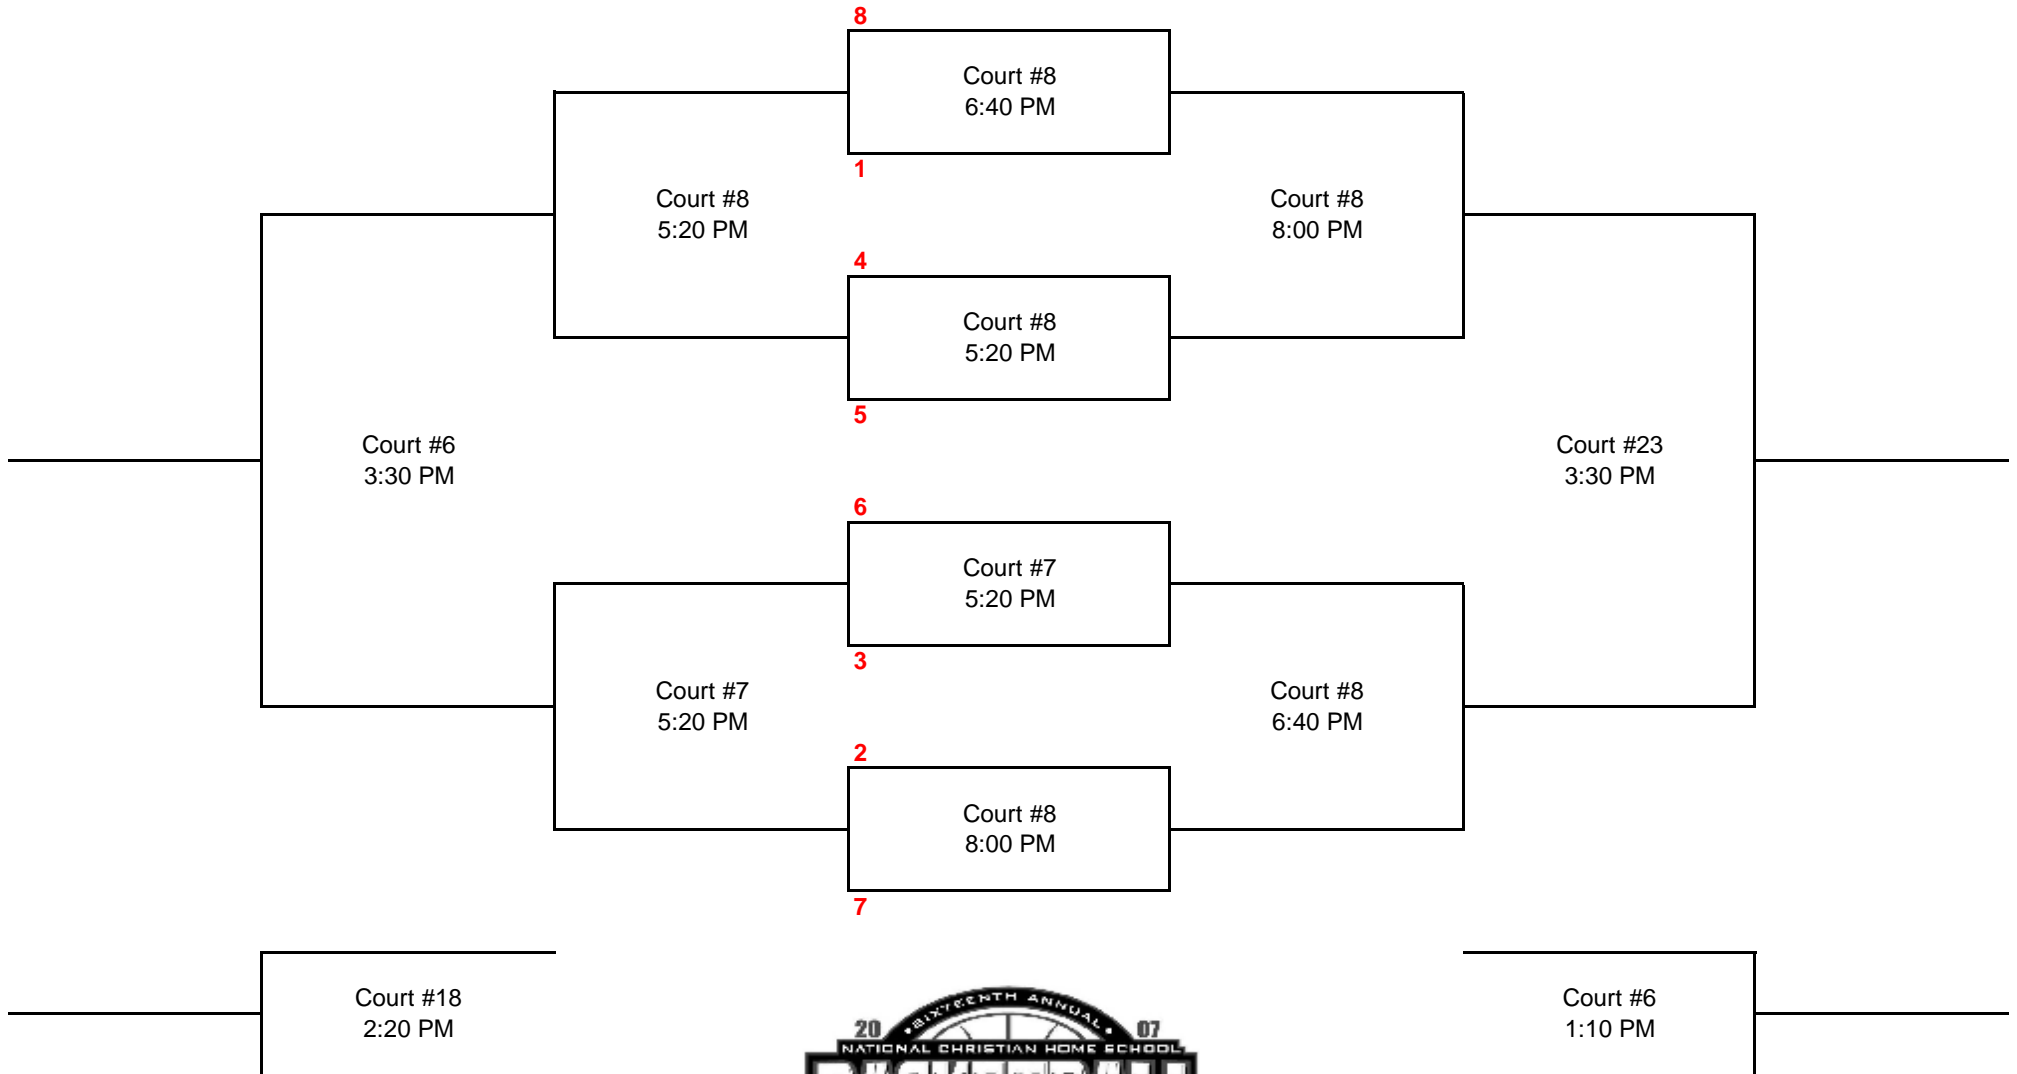 8
Court #8
6:40 PM
1
Court #8
5:20 PM
Court #8
8:00 PM
4
Court #8
5:20 PM
5
Court #6
3:30 PM
Court #23
3:30 PM
6
Court #7
5:20 PM
3
Court #7
5:20 PM
Court #8
6:40 PM
2
Court #8
8:00 PM
7
Court #18
2:20 PM
Court #6
1:10 PM
SIXTEENTH ANNUAL
20 07
NATIONAL CHRISTIAN HOME SCHOOL